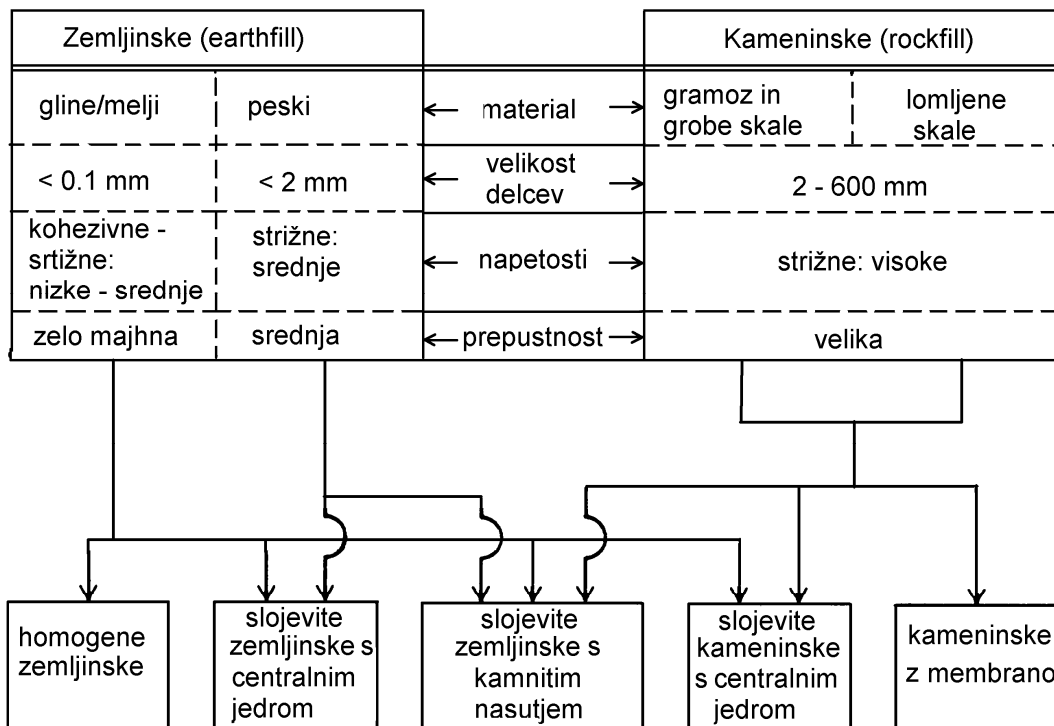 Zemljinske (earthfill)
Kameninske (rockfill)
gline/melji
peski
material
gramoz in
grobe skale
lomljene
skale
< 0.1 mm
< 2 mm
velikost
delcev
2 - 600 mm
kohezivne -
srtižne:
nizke - srednje
strižne:
srednje
napetosti
strižne: visoke
zelo majhna
srednja
prepustnost
velika
homogene
zemljinske
slojevite
zemljinske s
centralnim
jedrom
slojevite
zemljinske s
kamnitim
nasutjem
slojevite
kameninske
s centralnim
jedrom
kameninske
z membrano